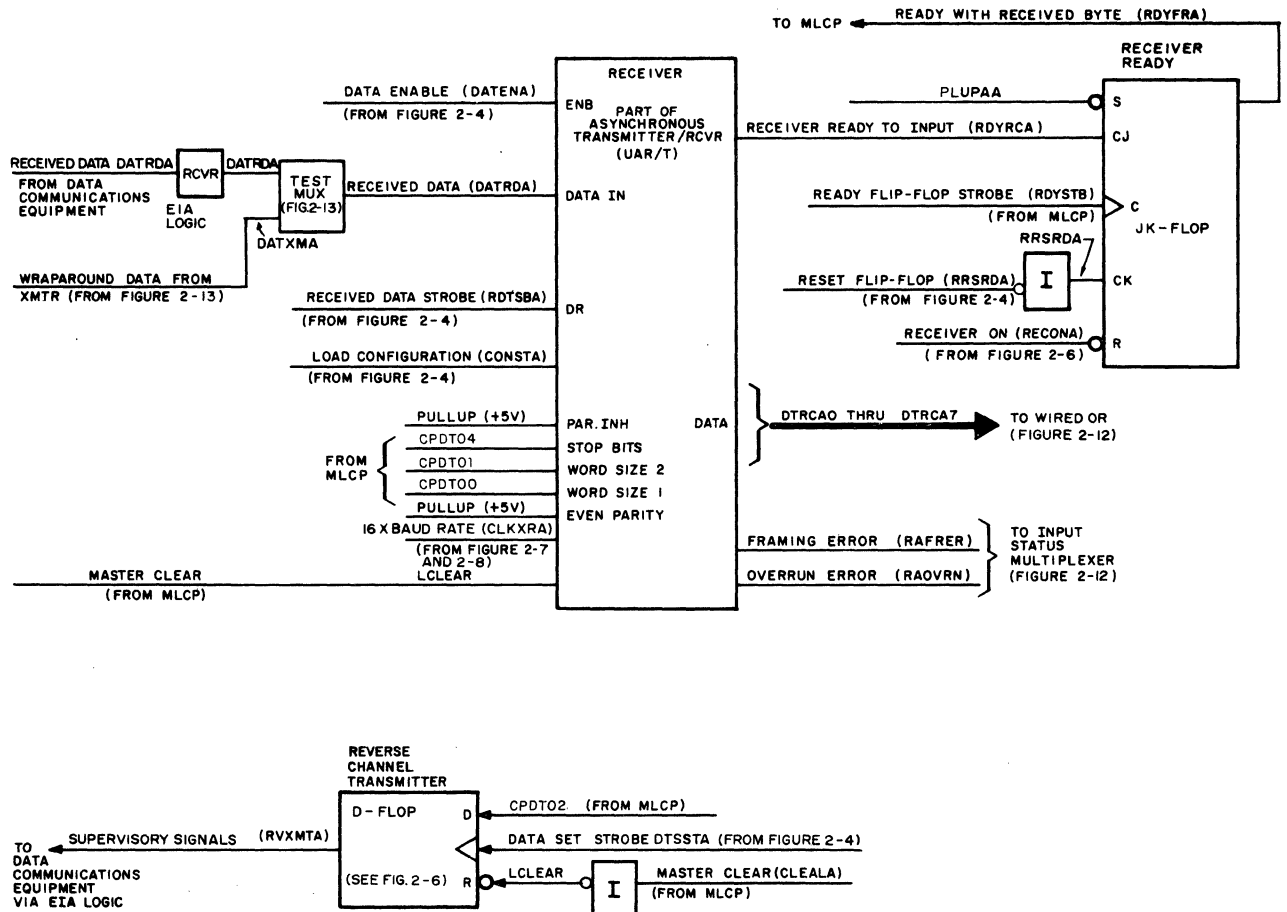 TO MLCP
READY WITH RECEIVED BYTE (RDYFRA)
RECEIVER
READY
PLUPAA
S
CJ
READY FLIP-FLOP STROBE (RDYSTB)
(FROM MLCP)
C
JK-FLOP
RRSRDA
RESET FLIP-FLOP (RRSRDA)
(FROM FIGURE 2-4)
I
CK
RECEIVER ON (RECONA)
(FROM FIGURE 2-6)
R
RECEIVER
PART OF
ASYNCHRONOUS
TRANSMITTER/RCVR
(UAR/T)
DATA ENABLE (DATENA)
(FROM FIGURE 2-4)
ENB
RECEIVER READY TO INPUT (RDYRCA)
RECEIVED DATA DATRDA
FROM DATA
COMMUNICATIONS
EQUIPMENT
RCVR
EIA
LOGIC
DATRDA
TEST
MUX
(FIG.2-13)
RECEIVED DATA (DATRDA)
DATA IN
DATXMA
WRAPAROUND DATA FROM
XMTR (FROM FIGURE 2-13)
RECEIVED DATA STROBE (RDTSBA)
(FROM FIGURE 2-4)
DR
LOAD CONFIGURATION (CONSTA)
(FROM FIGURE 2-4)
PULLUP (+5V)
PAR.INH
DATA
DTRCA0 THRU DTRCA7
TO WIRED OR
(FIGURE 2-12)
FROM
MLCP
CPDT04
STOP BITS
CPDT01
WORD SIZE 2
CPDT00
WORD SIZE 1
PULLUP (+5V)
EVEN PARITY
16 X BAUD RATE (CLKXRA)
(FROM FIGURE 2-7
AND 2-8)
FRAMING ERROR (RAFRER)
OVERRUN ERROR (RAOVRN)
TO INPUT
STATUS
MULTIPLEXER
(FIGURE 2-12)
MASTER CLEAR
(FROM MLCP)
LCLEAR
REVERSE
CHANNEL
TRANSMITTER
D-FLOP
D
CPDT02 (FROM MLCP)
SUPERVISORY SIGNALS (RVXMTA)
TO
DATA
COMMUNICATIONS
EQUIPMENT
VIA EIA LOGIC
DATA SET STROBE DTSSTA (FROM FIGURE 2-4)
(SEE FIG. 2-6)
R
LCLEAR
I
MASTER CLEAR(CLEALA)
(FROM MLCP)